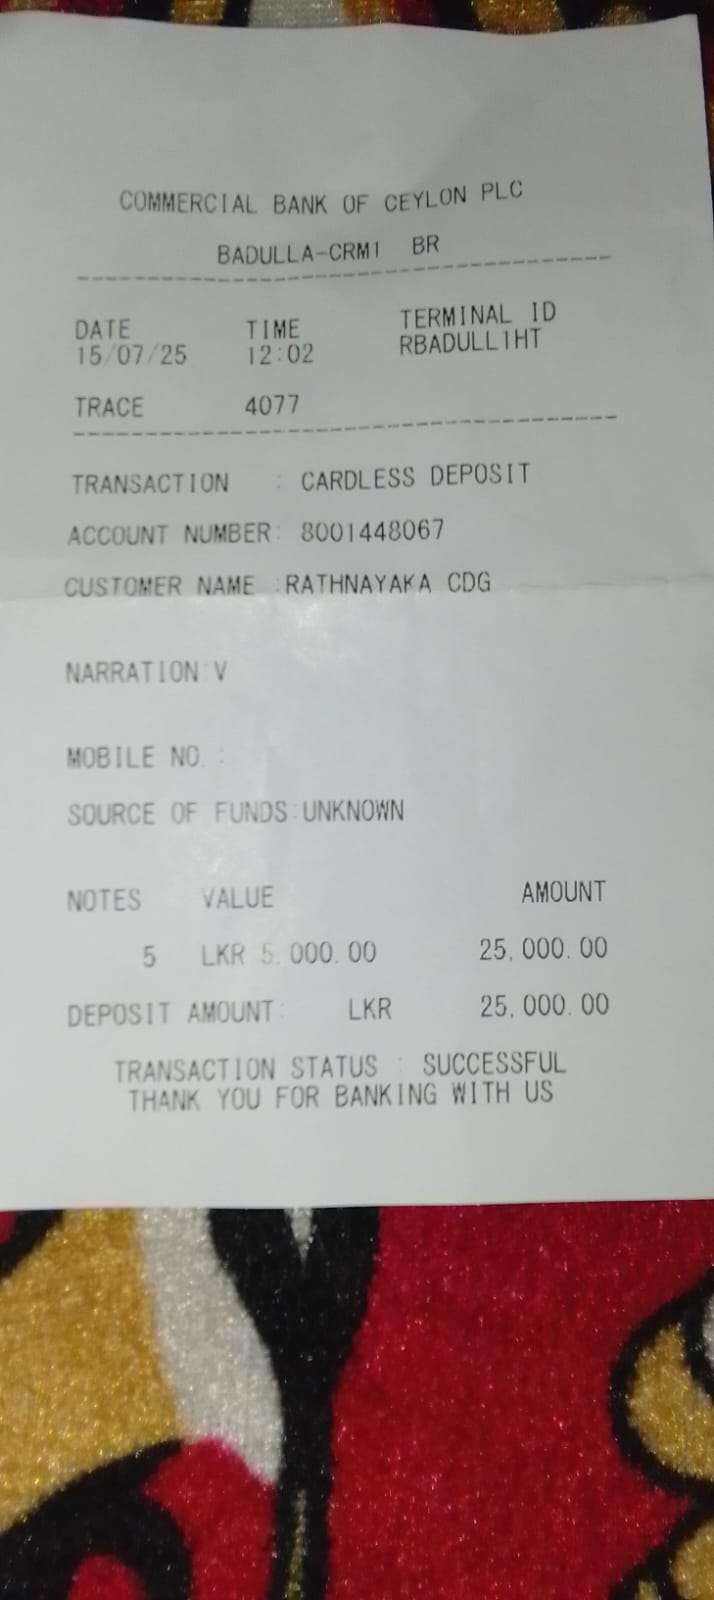 COMMERCIAL BANK OF CEYLON PLC
BADULLA-CRM1 BR
DATE TIME TERMINAL ID
15/07/25 12:02 RBADULL1HT
TRACE 4077
TRANSACTION : CARDLESS DEPOSIT
ACCOUNT NUMBER: 8001448067
CUSTOMER NAME :RATHNAYAKA CDG
NARRATION:V
MOBILE NO. :
SOURCE OF FUNDS:UNKNOWN
NOTES VALUE AMOUNT
5 LKR 5,000.00 25,000.00
DEPOSIT AMOUNT: LKR 25,000.00
TRANSACTION STATUS : SUCCESSFUL
THANK YOU FOR BANKING WITH US